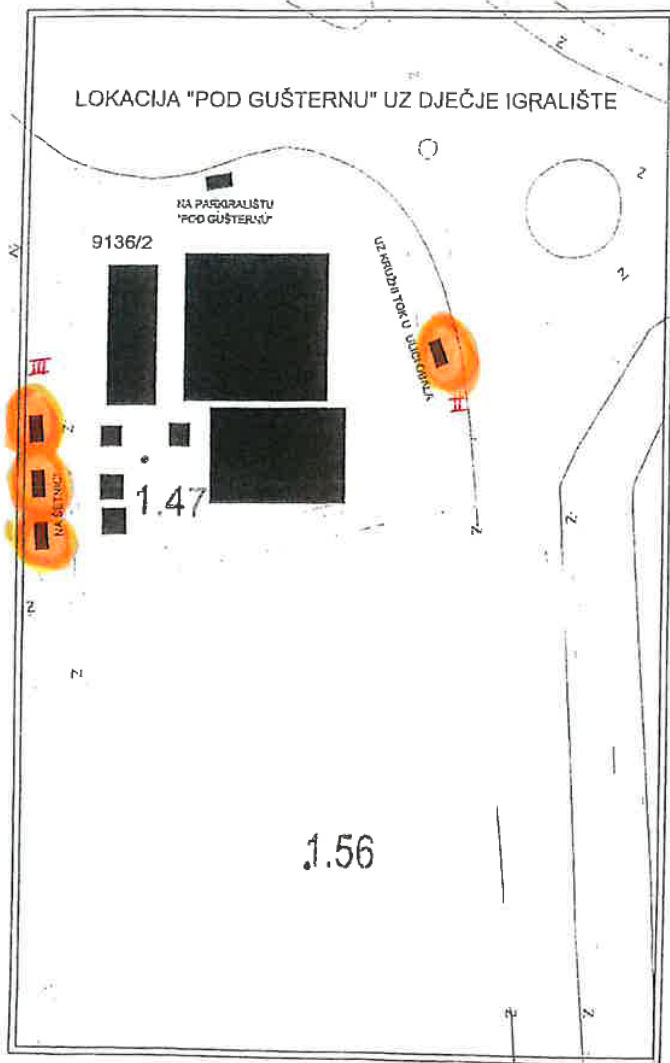 LOKACIJA "POD GUŠTERNU" UZ DJEČJE IGRALIŠTE
NA PARKIRALIŠTU
"POD GUŠTERNU"
9136/2
UZ KRUŽNI TOK U ULICI OBALA
III
II
NA ŠETNICI
1.47
1.56
z
z
z
z
z
z
z
z
z
z
z